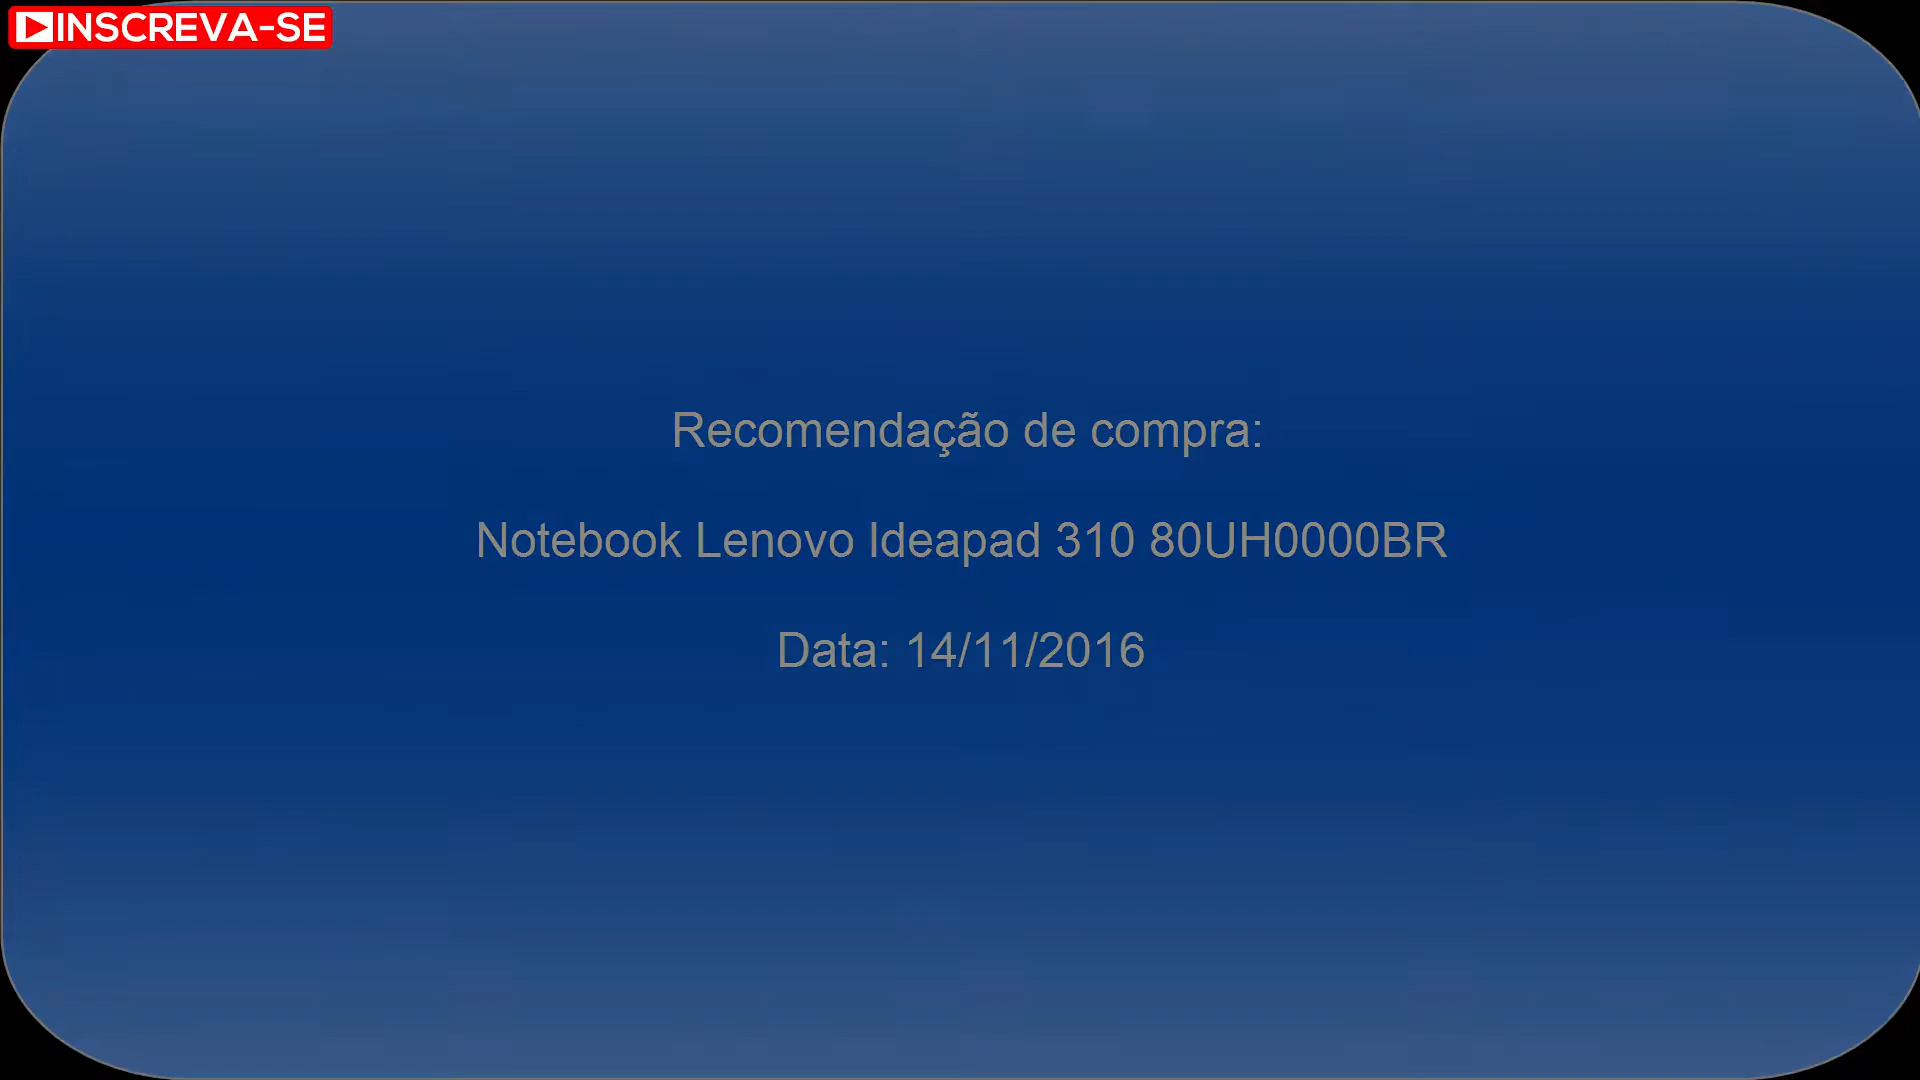 INSCREVA-SE
Recomendação de compra:
Notebook Lenovo Ideapad 310 80UH0000BR
Data: 14/11/2016